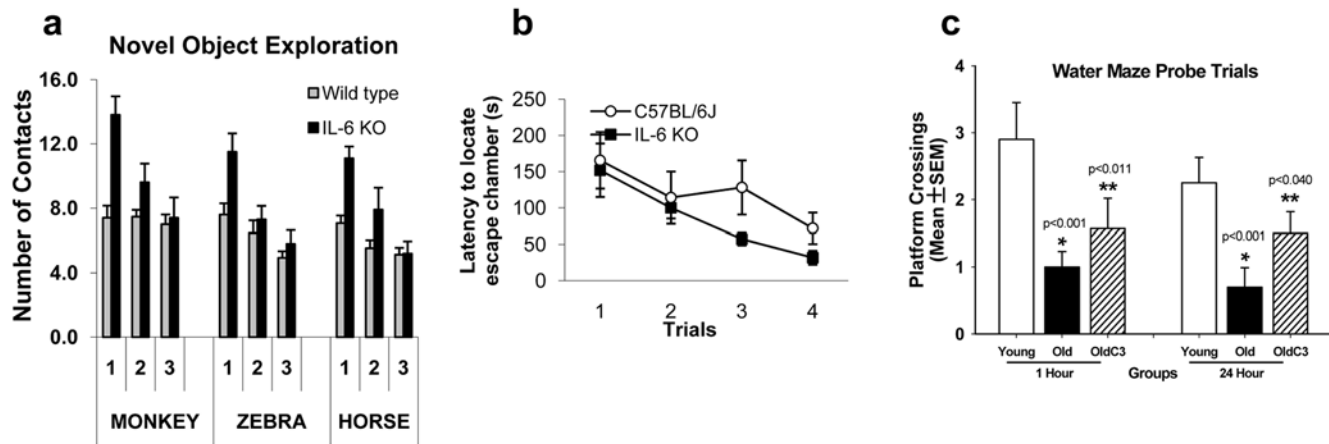 a
Novel Object Exploration
Number of Contacts
16.0
12.0
8.0
4.0
0.0
Wild type
IL-6 KO
1 2 3 1 2 3 1 2 3
MONKEY ZEBRA HORSE
b
Latency to locate
escape chamber (s)
250
200
150
100
50
0
C57BL/6J
IL-6 KO
1 2 3 4
Trials
c
Water Maze Probe Trials
Platform Crossings
(Mean ±SEM)
4
3
2
1
0
p<0.001
*
p<0.011
**
p<0.001
*
p<0.040
**
Young Old OldC3 Young Old OldC3
1 Hour Groups 24 Hour